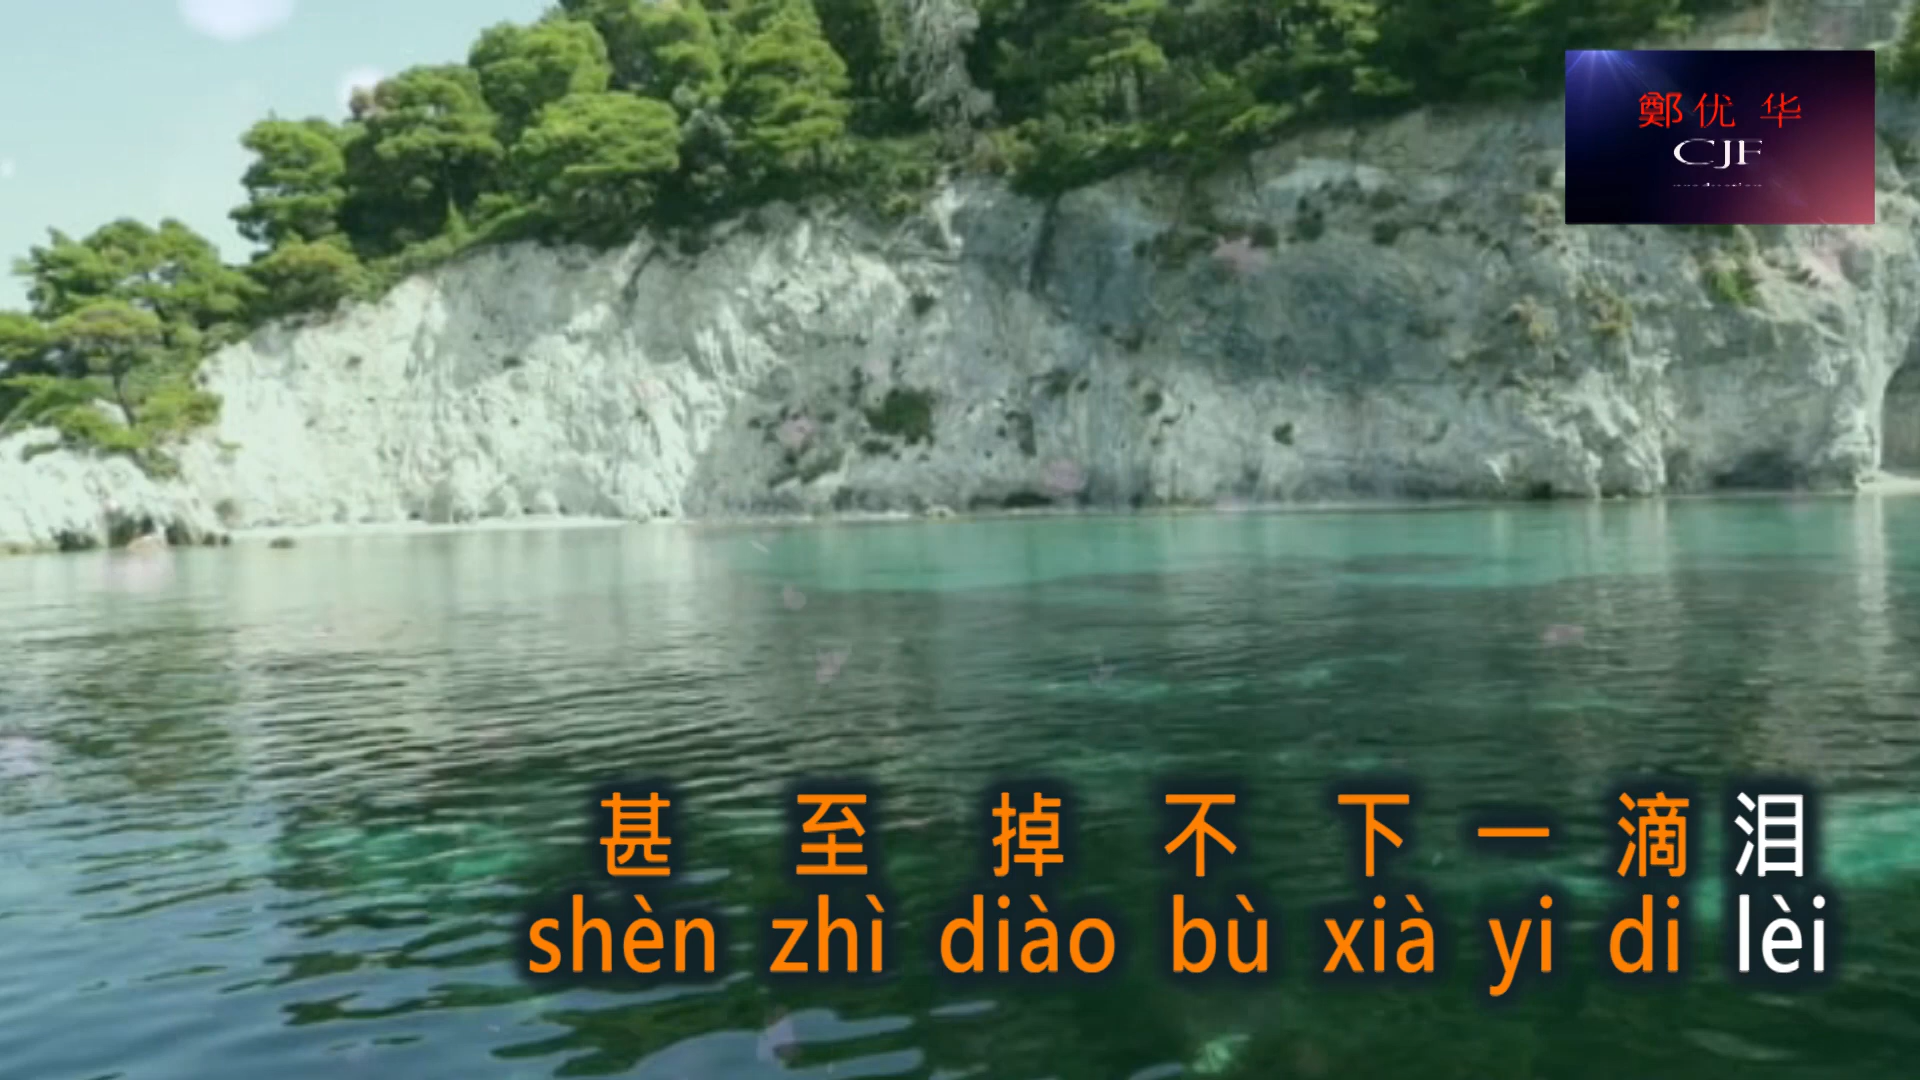 鄭优 华
CJF
production
甚 至 掉 不 下 一 滴 泪
shèn zhì diào bù xià yi di lèi